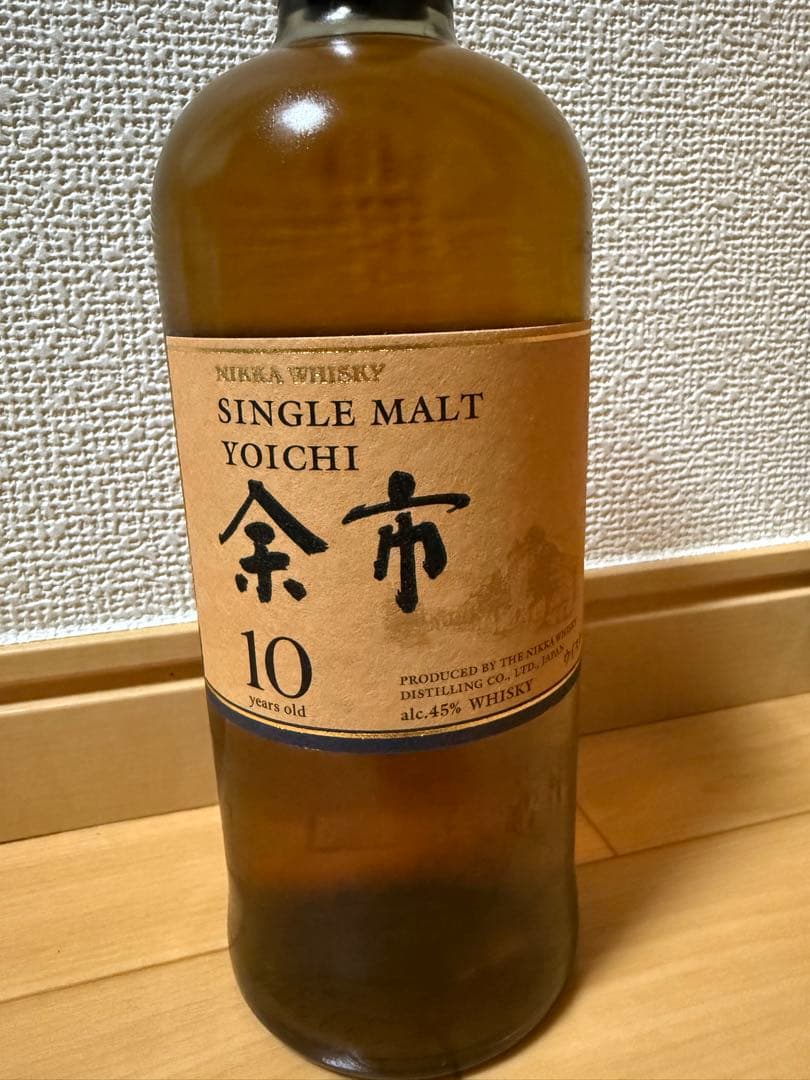 NIKKA WHISKY
SINGLE MALT
YOICHI
余市
10
years old
PRODUCED BY THE NIKKA WHISKY
DISTILLING CO., LTD., JAPAN
alc.45% WHISKY